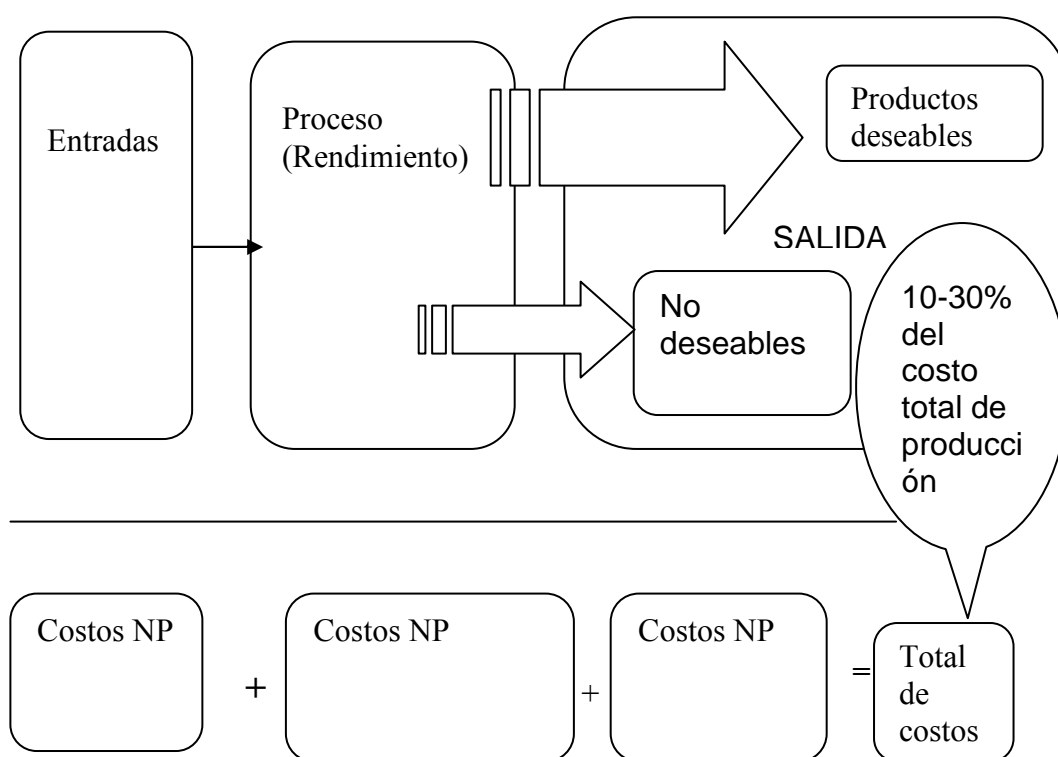 Entradas
Proceso
(Rendimiento)
Productos
deseables
SALIDA
No
deseables
10-30%
del
costo
total de
producci
ón
Costos NP
+
Costos NP
+
Costos NP
=
Total
de
costos